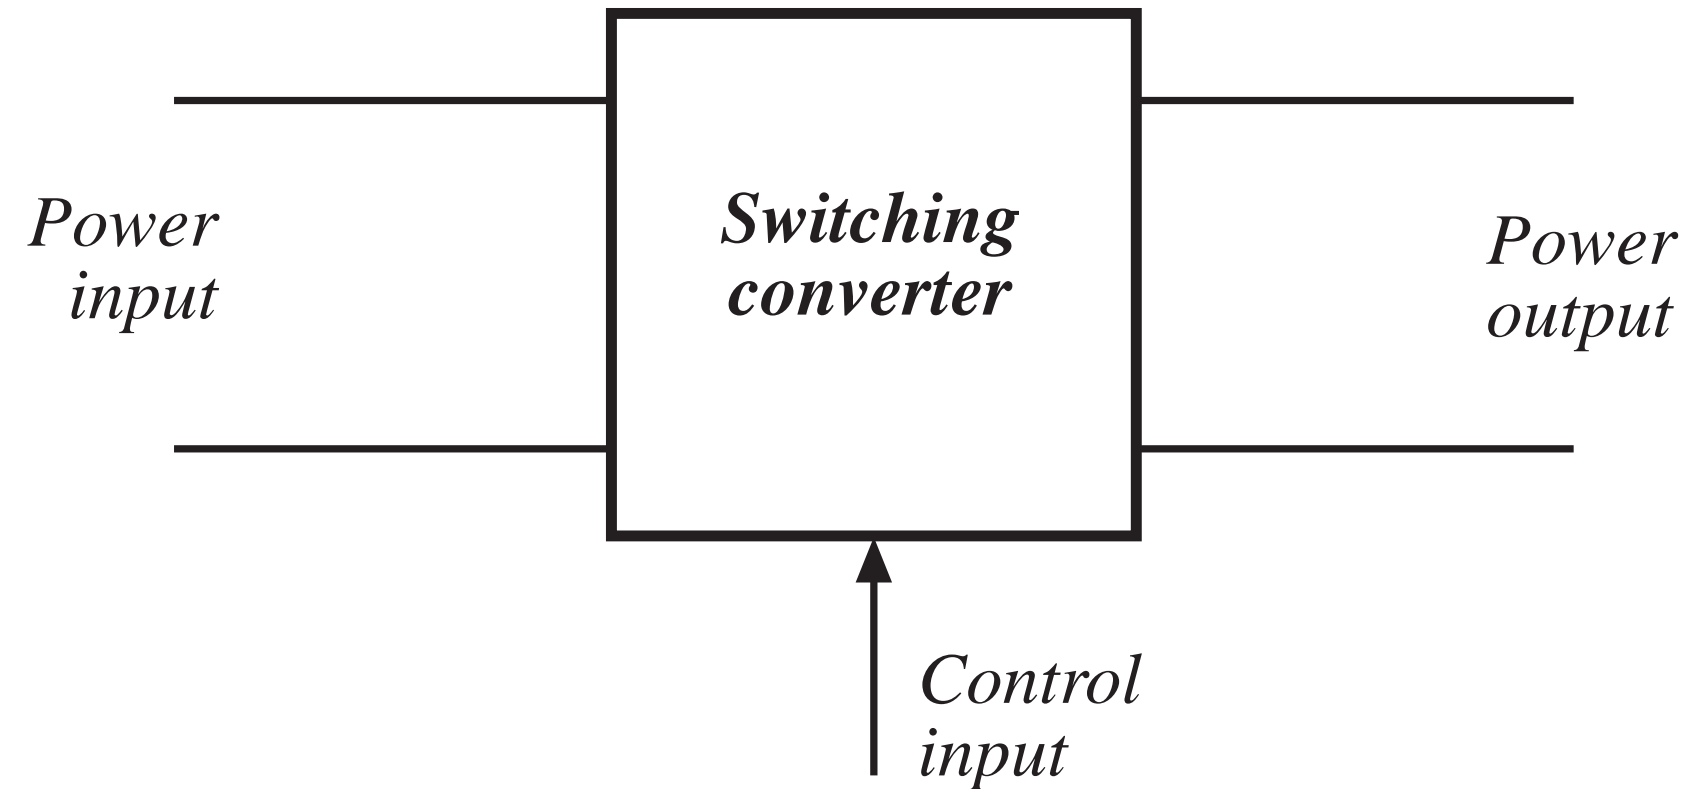 Power
input
Switching
converter
Power
output
Control
input